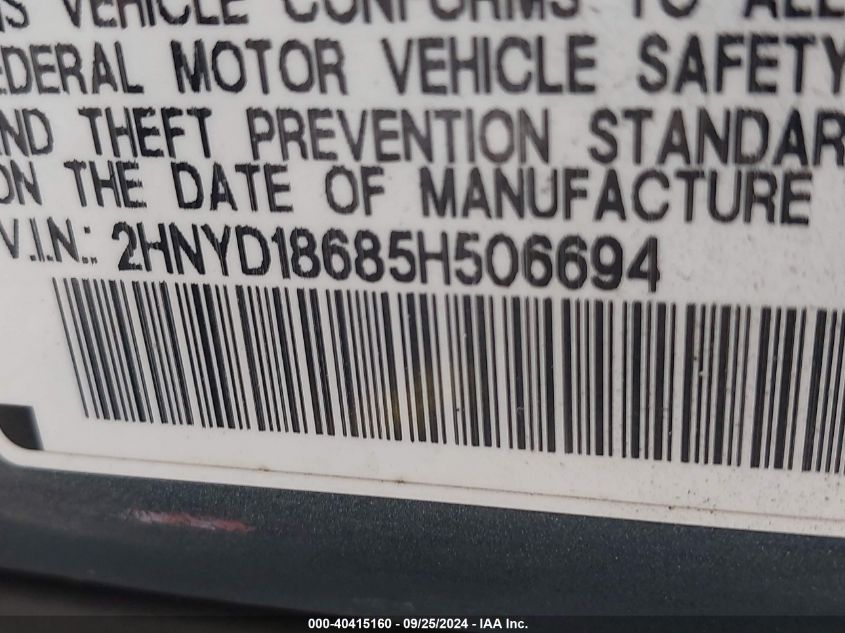 VEHICLE CONFORMS TO ALL
FEDERAL MOTOR VEHICLE SAFETY
AND THEFT PREVENTION STANDAR
ON THE DATE OF MANUFACTURE
V.I.N.: 2HNYD18685H506694
000-40415160 - 09/25/2024 - IAA Inc.